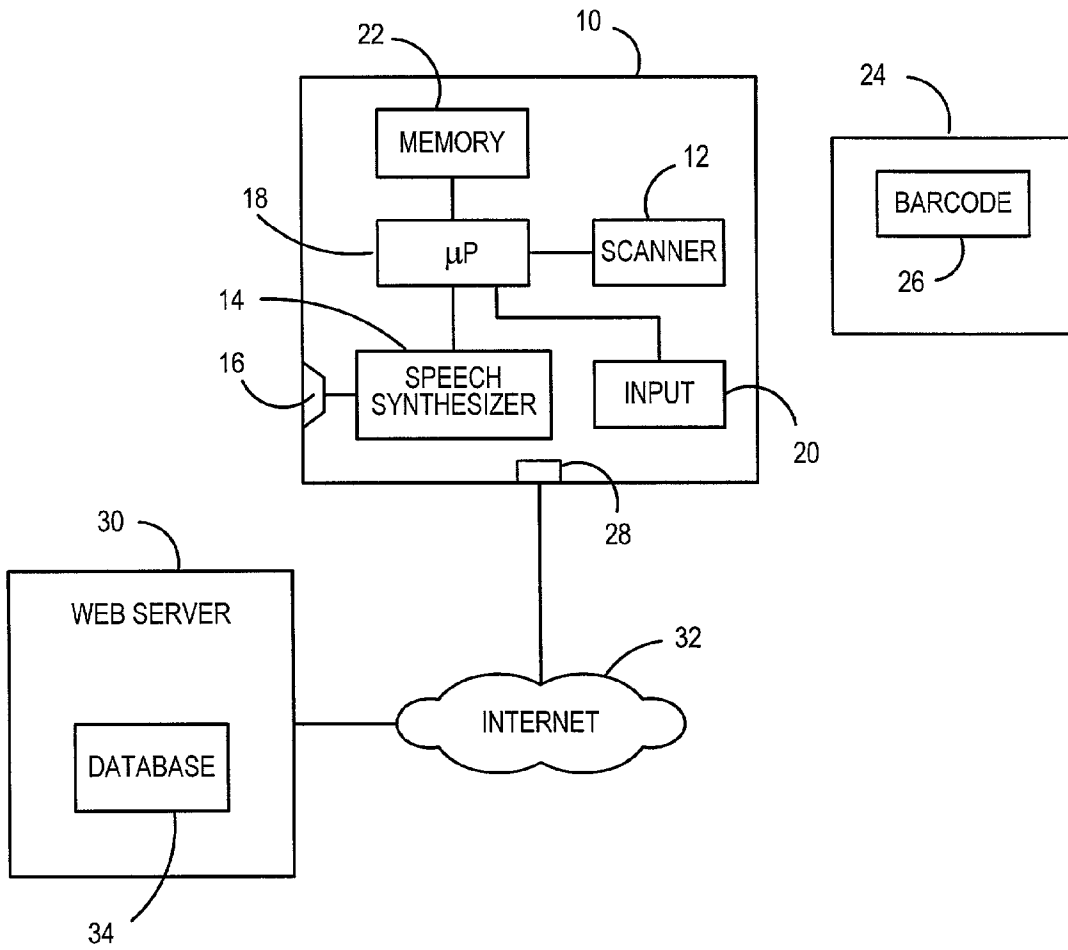 22
10
24
MEMORY
12
BARCODE
18
µP
SCANNER
26
14
16
SPEECH
SYNTHESIZER
INPUT
20
28
30
WEB SERVER
32
INTERNET
DATABASE
34